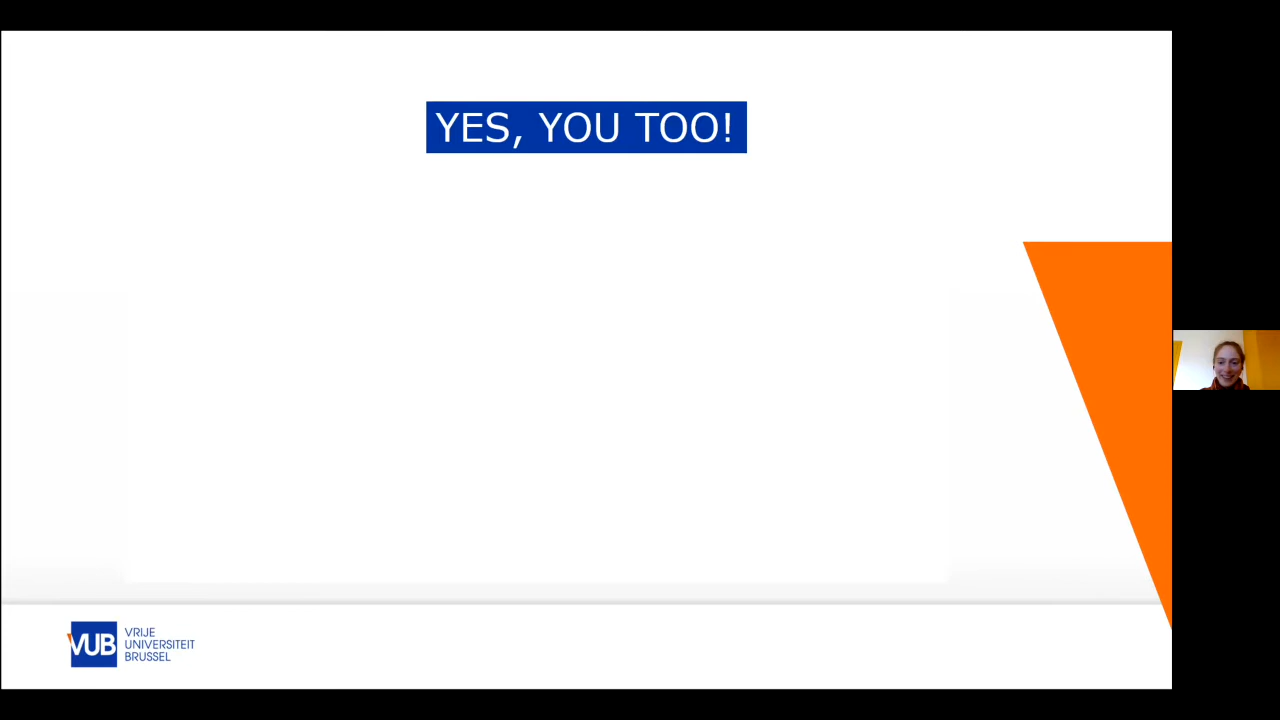 YES, YOU TOO!
VUB
VRIJE
UNIVERSITEIT
BRUSSEL